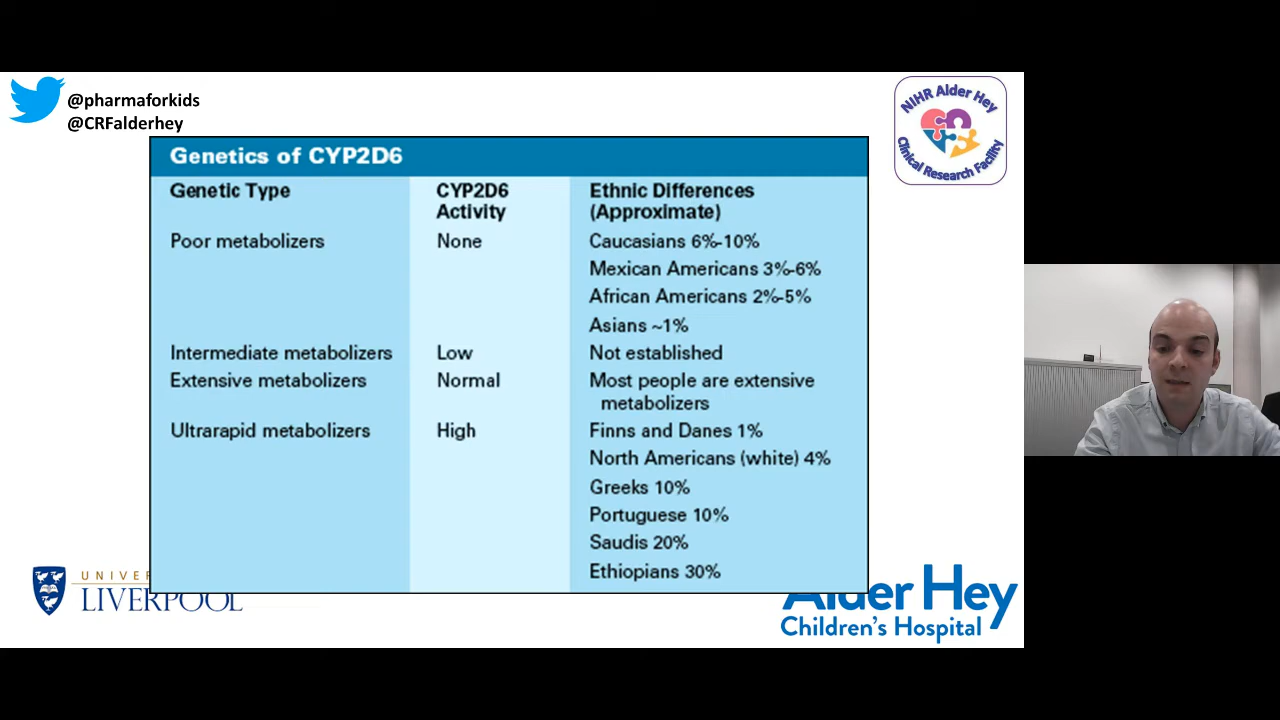 @pharmaforkids
@CRFalderhey
NIHR Alder Hey
Clinical Research Facility
Genetics of CYP2D6
Genetic Type
CYP2D6 Activity
Ethnic Differences (Approximate)
Poor metabolizers
None
Caucasians 6%-10%
Mexican Americans 3%-6%
African Americans 2%-5%
Asians ~1%
Intermediate metabolizers
Low
Not established
Extensive metabolizers
Normal
Most people are extensive
metabolizers
Ultrarapid metabolizers
High
Finns and Danes 1%
North Americans (white) 4%
Greeks 10%
Portuguese 10%
Saudis 20%
Ethiopians 30%
UNIVER
LIVERPOOL
Alder Hey
Children's Hospital